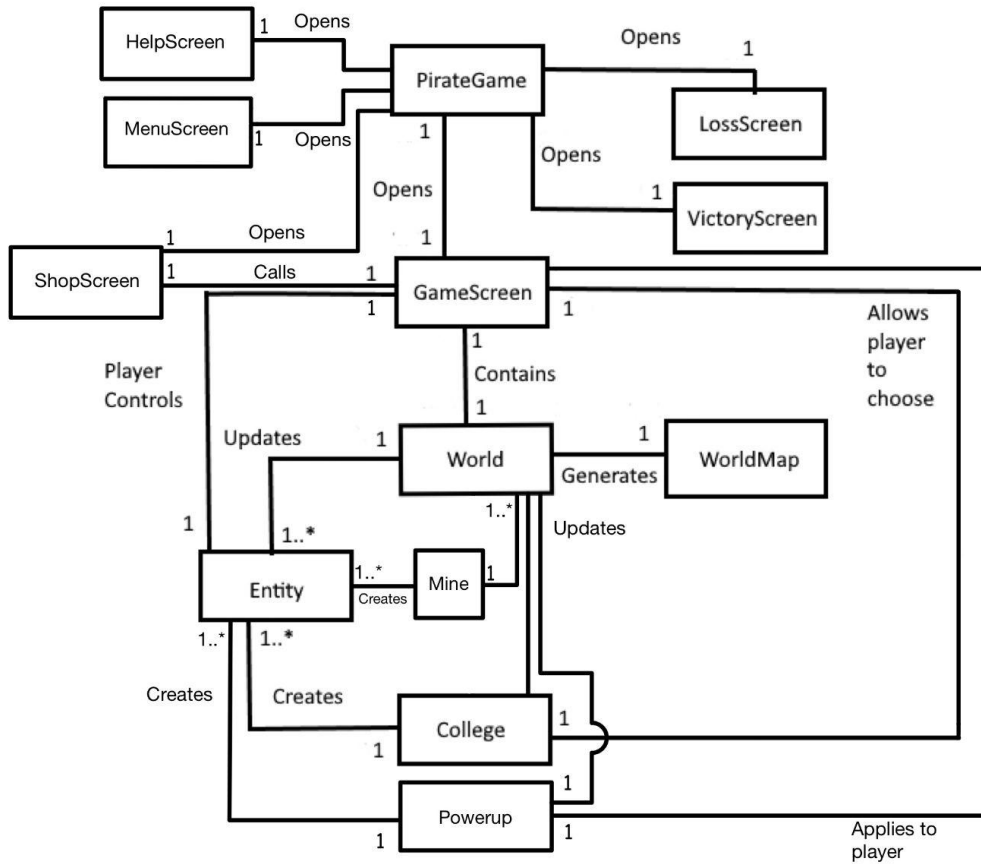 Opens
1
HelpScreen
Opens
1
PirateGame
MenuScreen
1
Opens
LossScreen
1
Opens
Opens
1
VictoryScreen
1
Opens
1
ShopScreen
1
Calls
1
GameScreen
1
1
1
Allows
player
to
choose
Player
Controls
Contains
1
Updates
1
World
1
WorldMap
Generates
1..*
Updates
1
1..*
Entity
1..*
Creates
Mine
1
1..*
1..*
Creates
Creates
1
College
1
Powerup
1
1
1
Applies to
player